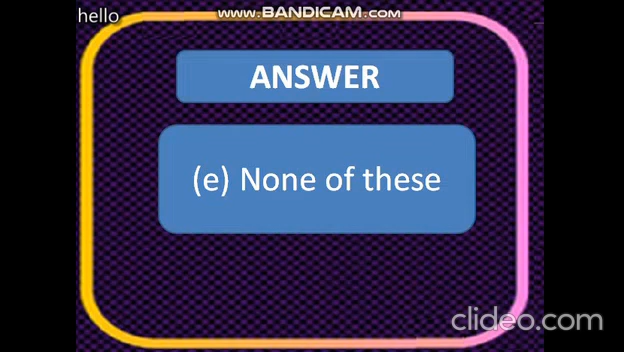 hello
www.BANDICAM.com
ANSWER
(e) None of these
clideo.com